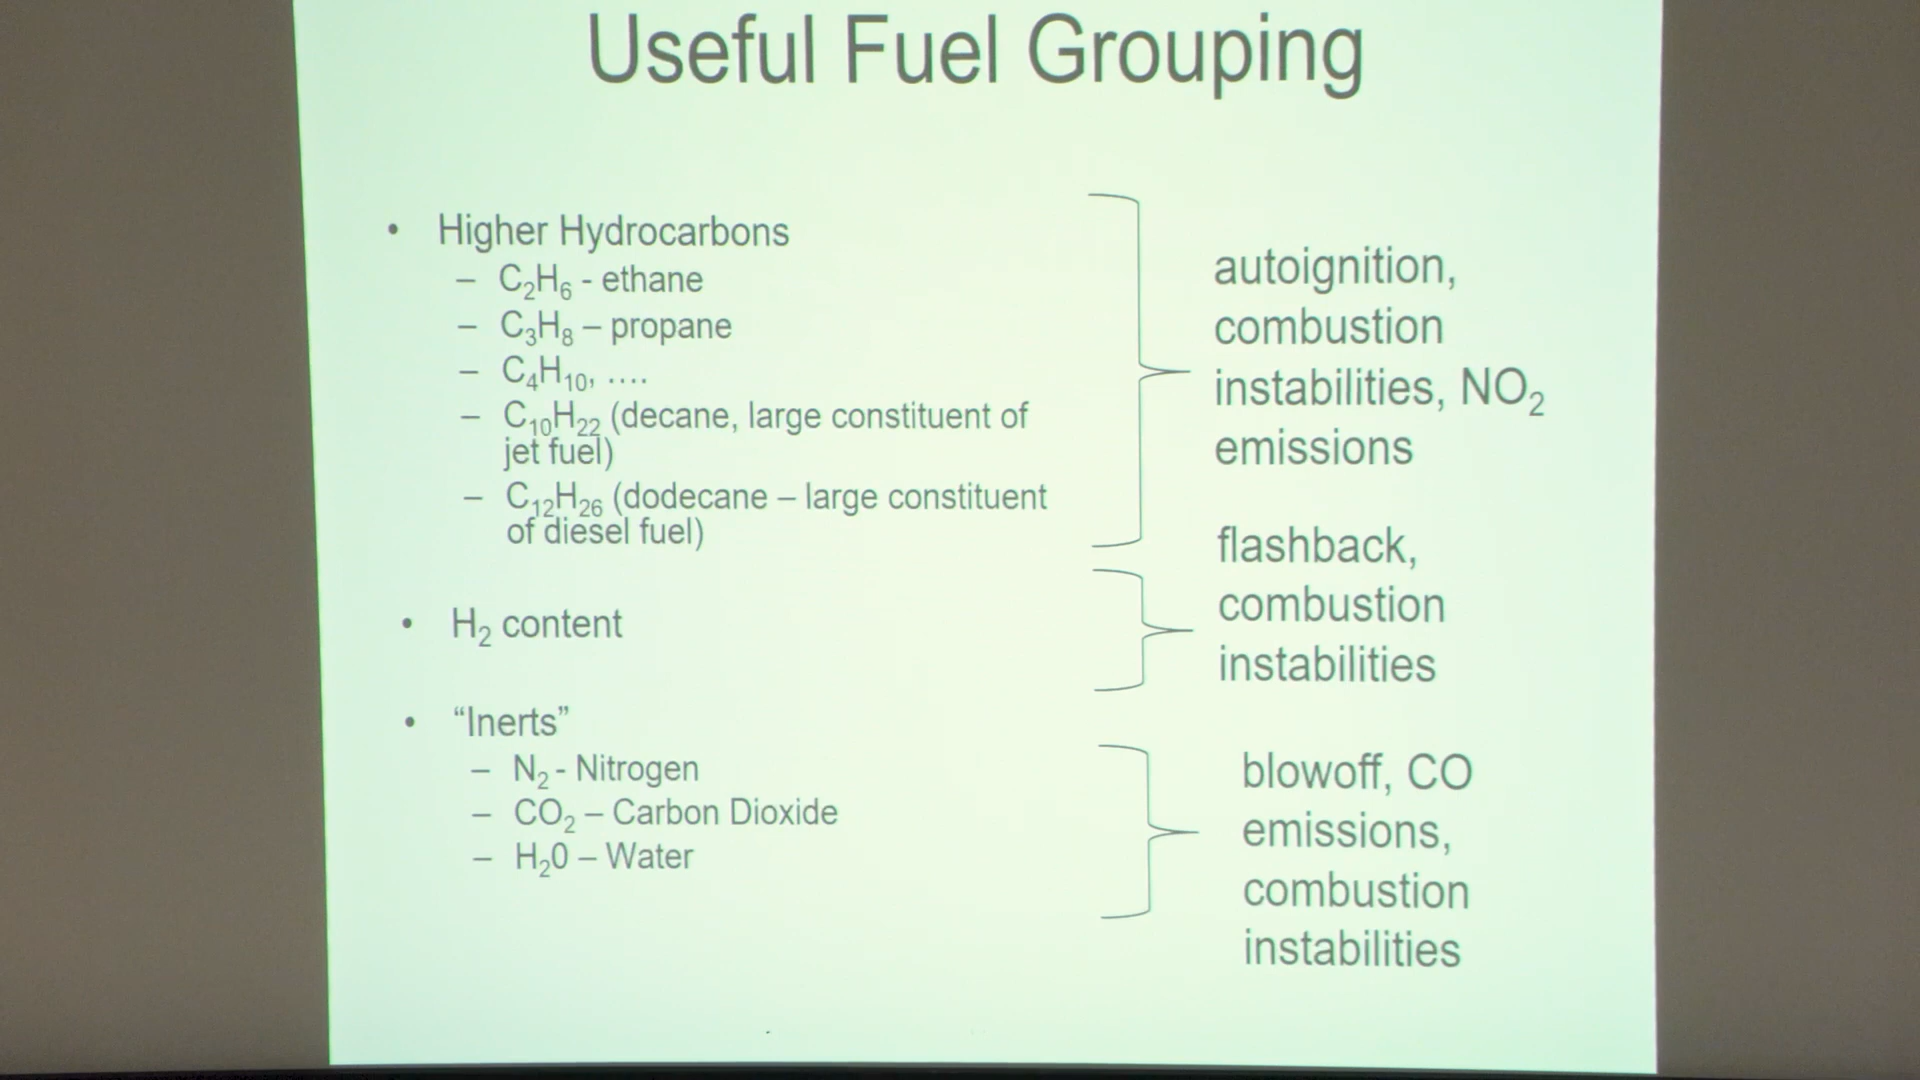 Useful Fuel Grouping
• Higher Hydrocarbons
– C₂H₆ - ethane
– C₃H₈ – propane
– C₄H₁₀, ....
– C₁₀H₂₂ (decane, large constituent of
jet fuel)
– C₁₂H₂₆ (dodecane – large constituent
of diesel fuel)
autoignition,
combustion
instabilities, NO₂
emissions
• H₂ content
flashback,
combustion
instabilities
• “Inerts”
– N₂ - Nitrogen
– CO₂ – Carbon Dioxide
– H₂0 – Water
blowoff, CO
emissions,
combustion
instabilities